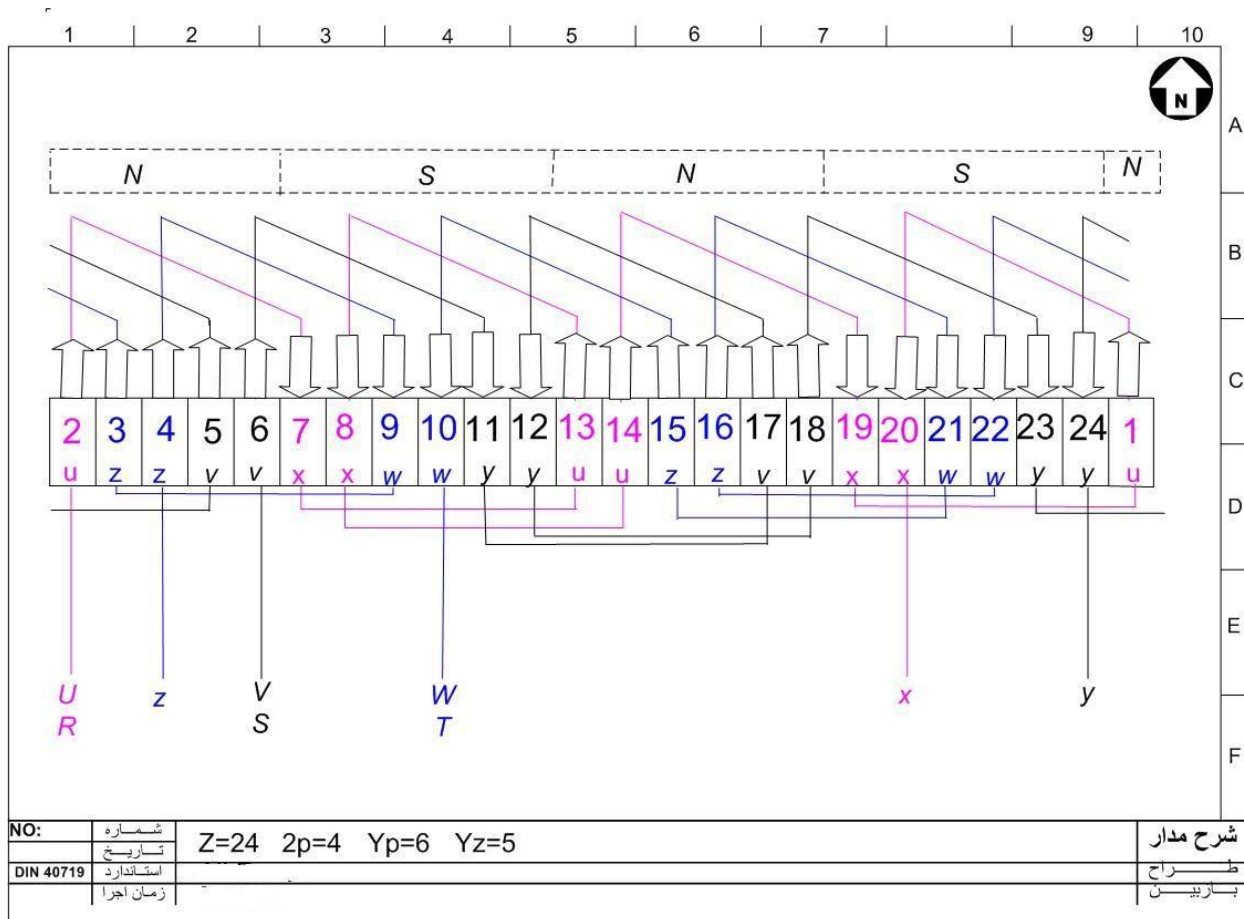 1 2 3 4 5 6 7 9 10
N
A
N S N S N
B
C
2 3 4 5 6 7 8 9 10 11 12 13 14 15 16 17 18 19 20 21 22 23 24 1
u z z v v x x w w y y u u z z v v x x w w y y u
D
E
U z V W x y
R S T
F
NO: شماره Z=24 2p=4 Yp=6 Yz=5 شرح مدار
تاریخ
DIN 40719 استاندارد طراح
زمان اجرا بازبین